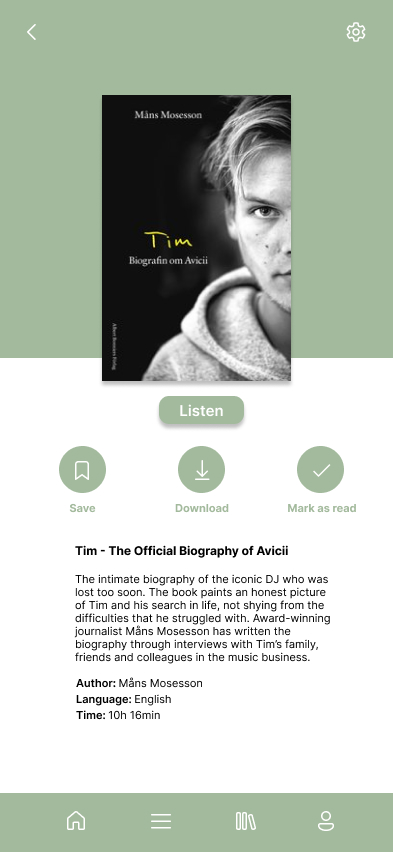 Måns Mosesson
Tim
Biografin om Avicii
Albert Bonniers Förlag
Listen
Save
Download
Mark as read
Tim - The Official Biography of Avicii
The intimate biography of the iconic DJ who was
lost too soon. The book paints an honest picture
of Tim and his search in life, not shying from the
difficulties that he struggled with. Award-winning
journalist Måns Mosesson has written the
biography through interviews with Tim’s family,
friends and colleagues in the music business.
Author: Måns Mosesson
Language: English
Time: 10h 16min